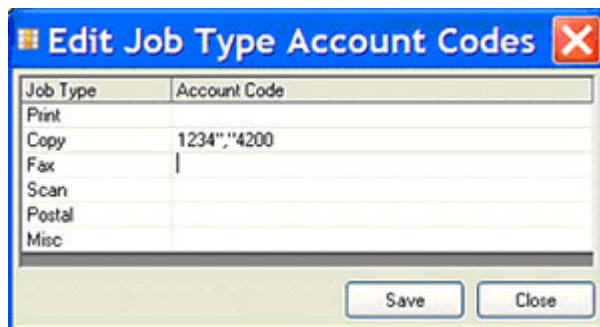 Edit Job Type Account Codes
Job Type Account Code
Print
Copy 1234","4200
Fax
Scan
Postal
Misc
Save Close